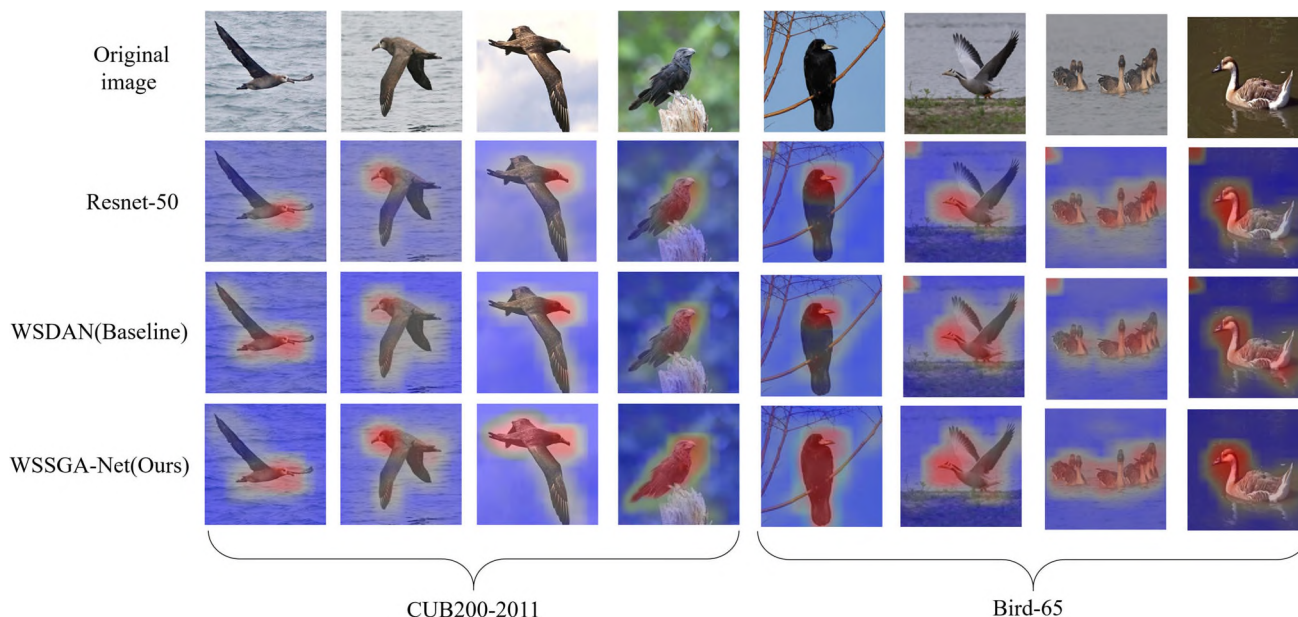 Original
image
Resnet-50
WSDAN(Baseline)
WSSGA-Net(Ours)
CUB200-2011
Bird-65